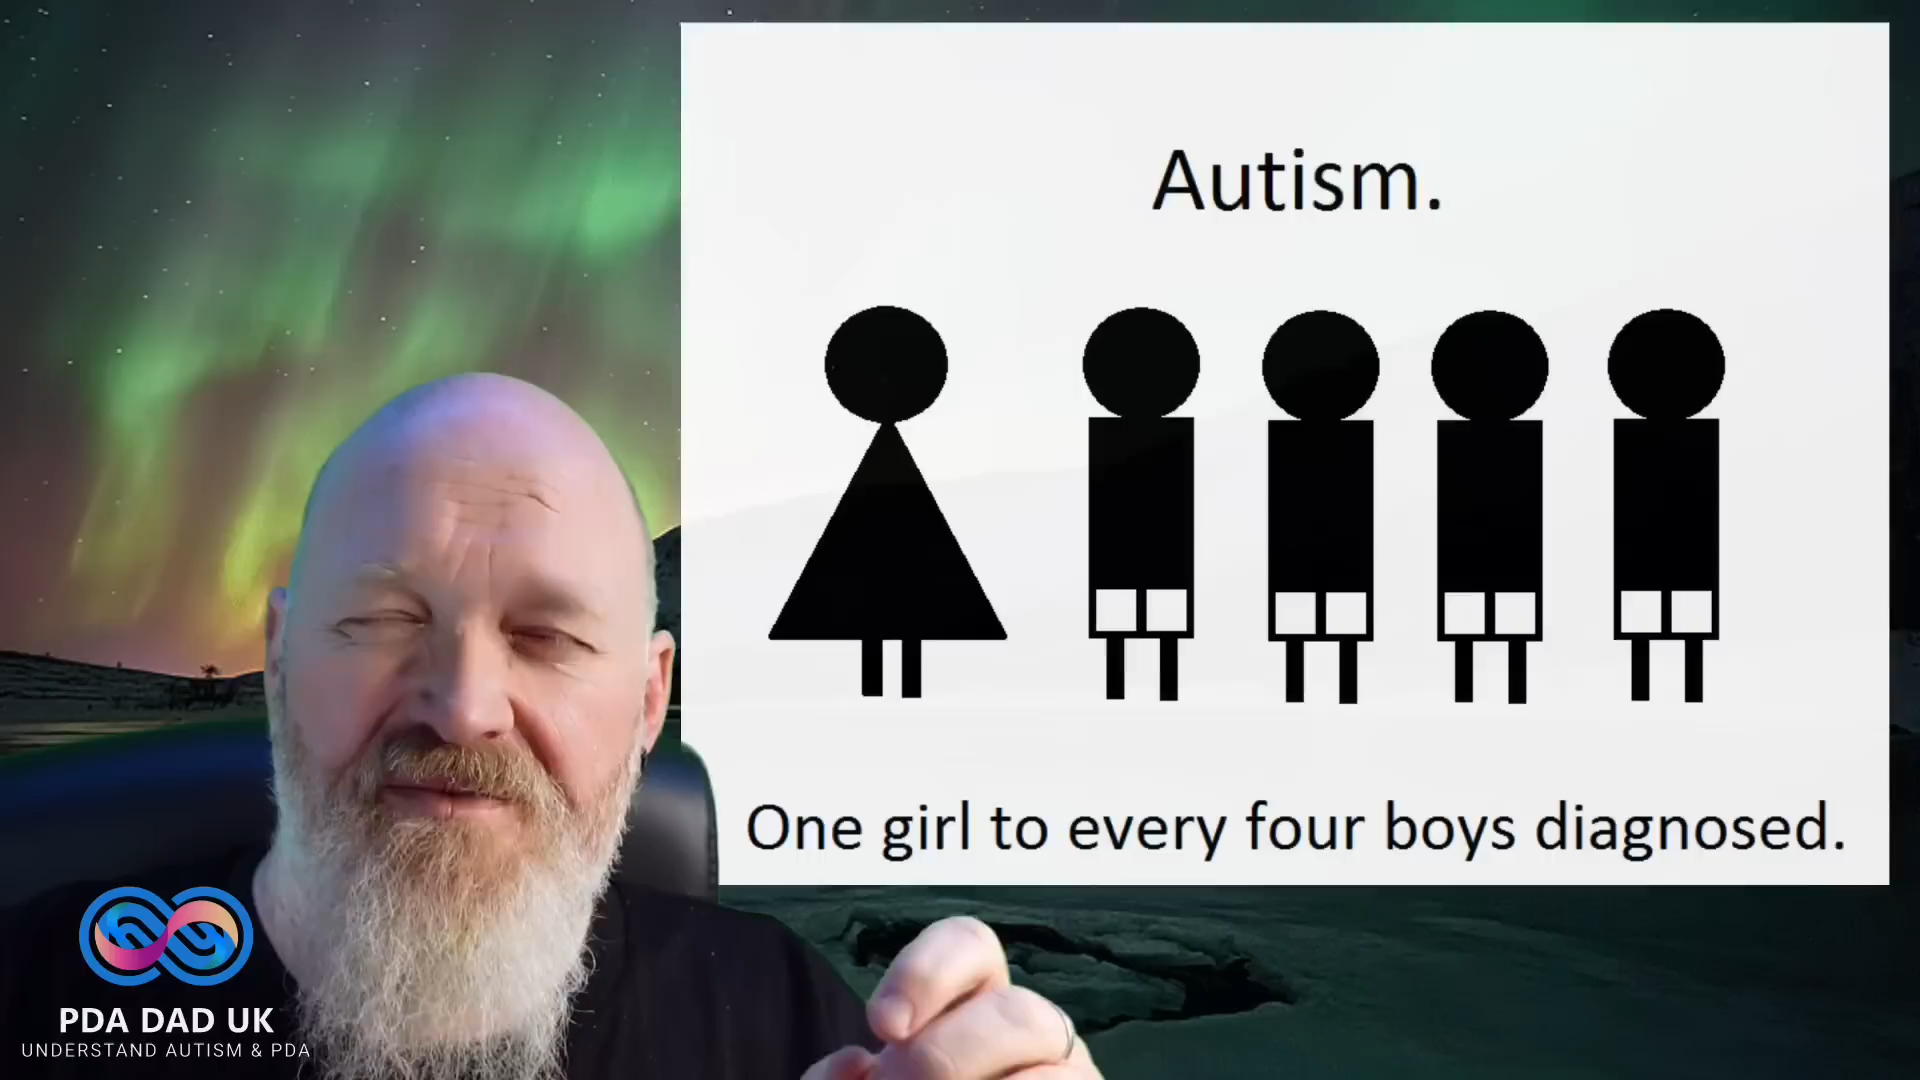 Autism.
One girl to every four boys diagnosed.
PDA DAD UK
UNDERSTAND AUTISM & PDA